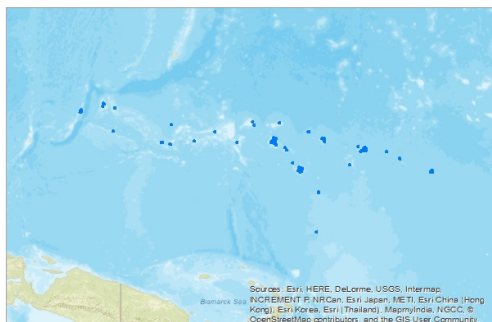 Bismarck Sea
Sources: Esri, HERE, DeLorme, USGS, Intermap,
INCREMENT P, NRCan, Esri Japan, METI, Esri China (Hong
Kong), Esri Korea, Esri (Thailand), MapmyIndia, NGCC, ©
OpenStreetMap contributors, and the GIS User Community